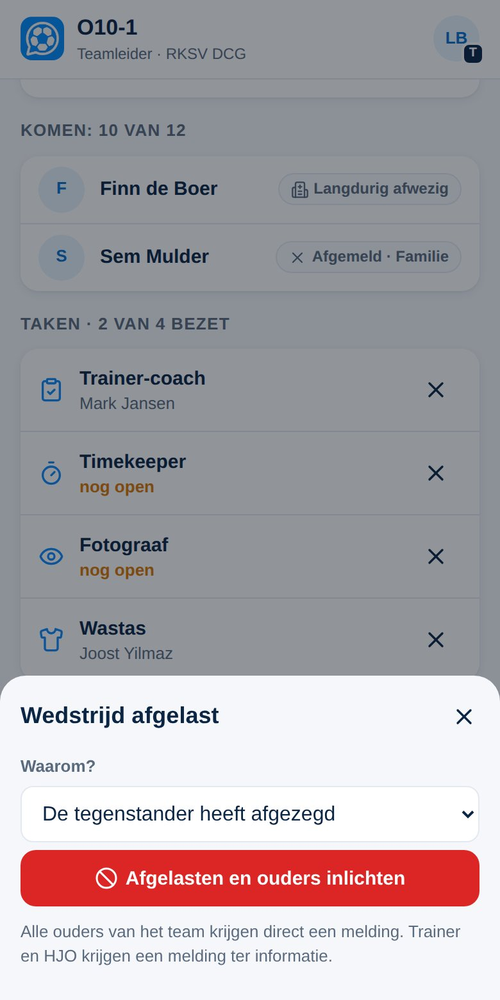 O10-1
Teamleider · RKSV DCG
LB
T
KOMEN: 10 VAN 12
F
Finn de Boer
Langdurig afwezig
S
Sem Mulder
Afgemeld · Familie
TAKEN · 2 VAN 4 BEZET
Trainer-coach
Mark Jansen
Timekeeper
nog open
Fotograaf
nog open
Wastas
Joost Yilmaz
Wedstrijd afgelast
Waarom?
De tegenstander heeft afgezegd
Afgelasten en ouders inlichten
Alle ouders van het team krijgen direct een melding. Trainer
en HJO krijgen een melding ter informatie.